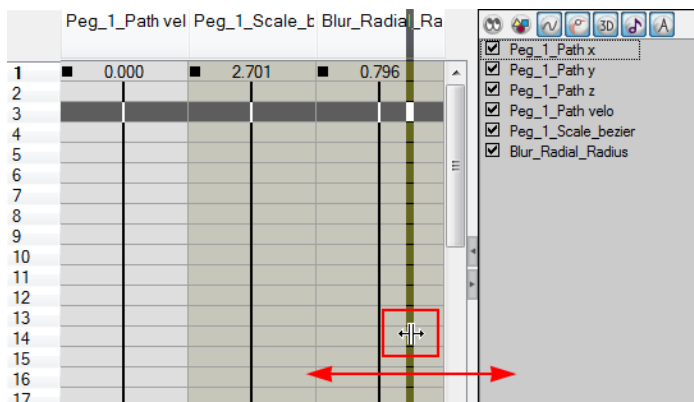 Peg_1_Path vel Peg_1_Scale_b Blur_Radial_Ra
1 0.000 2.701 0.796
2
3
4
5
6
7
8
9
10
11
12
13
14
15
16
17
3D A
Peg_1_Path x
Peg_1_Path y
Peg_1_Path z
Peg_1_Path velo
Peg_1_Scale_bezier
Blur_Radial_Radius